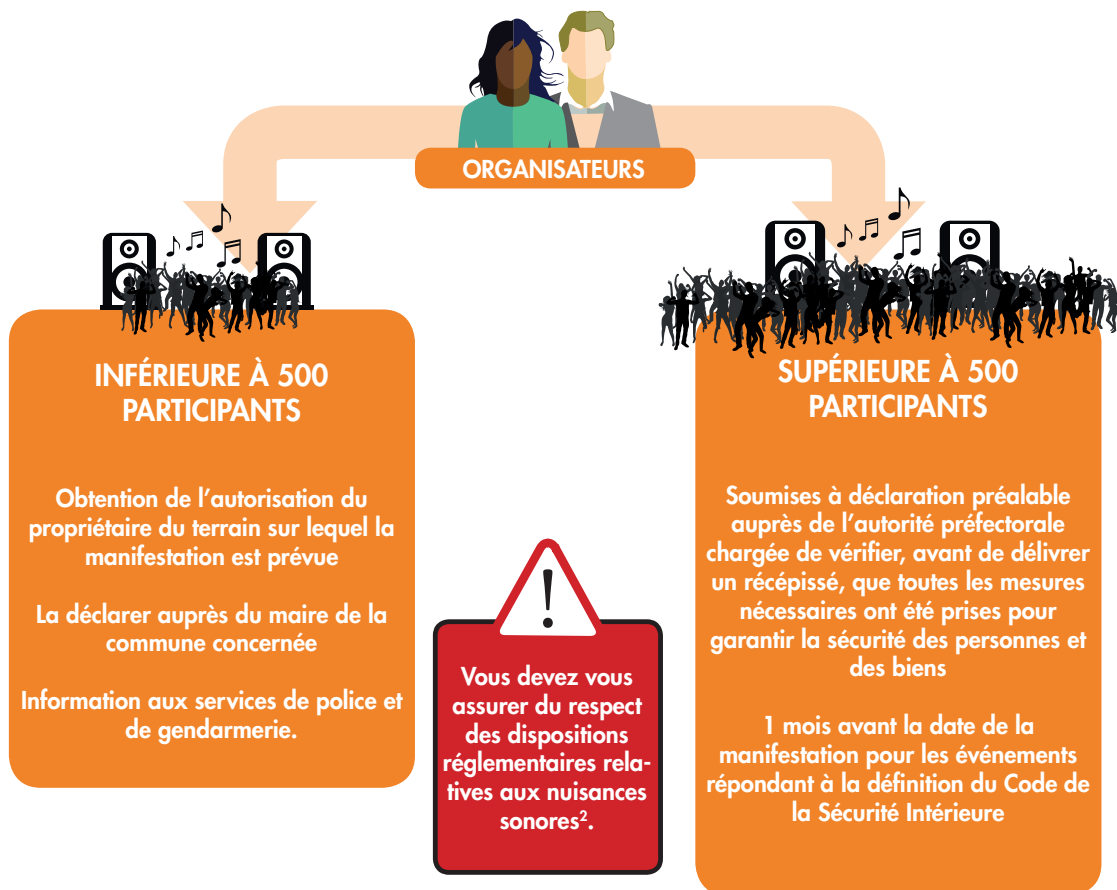 ORGANISATEURS
INFÉRIEURE À 500
PARTICIPANTS
Obtention de l'autorisation du
propriétaire du terrain sur lequel la
manifestation est prévue
La déclarer auprès du maire de la
commune concernée
Information aux services de police et
de gendarmerie.
!
Vous devez vous
assurer du respect
des dispositions
réglementaires rela-
tives aux nuisances
sonores².
SUPÉRIEURE À 500
PARTICIPANTS
Soumises à déclaration préalable
auprès de l'autorité préfectorale
chargée de vérifier, avant de délivrer
un récépissé, que toutes les mesures
nécessaires ont été prises pour
garantir la sécurité des personnes et
des biens
1 mois avant la date de la
manifestation pour les événements
répondant à la définition du Code de
la Sécurité Intérieure